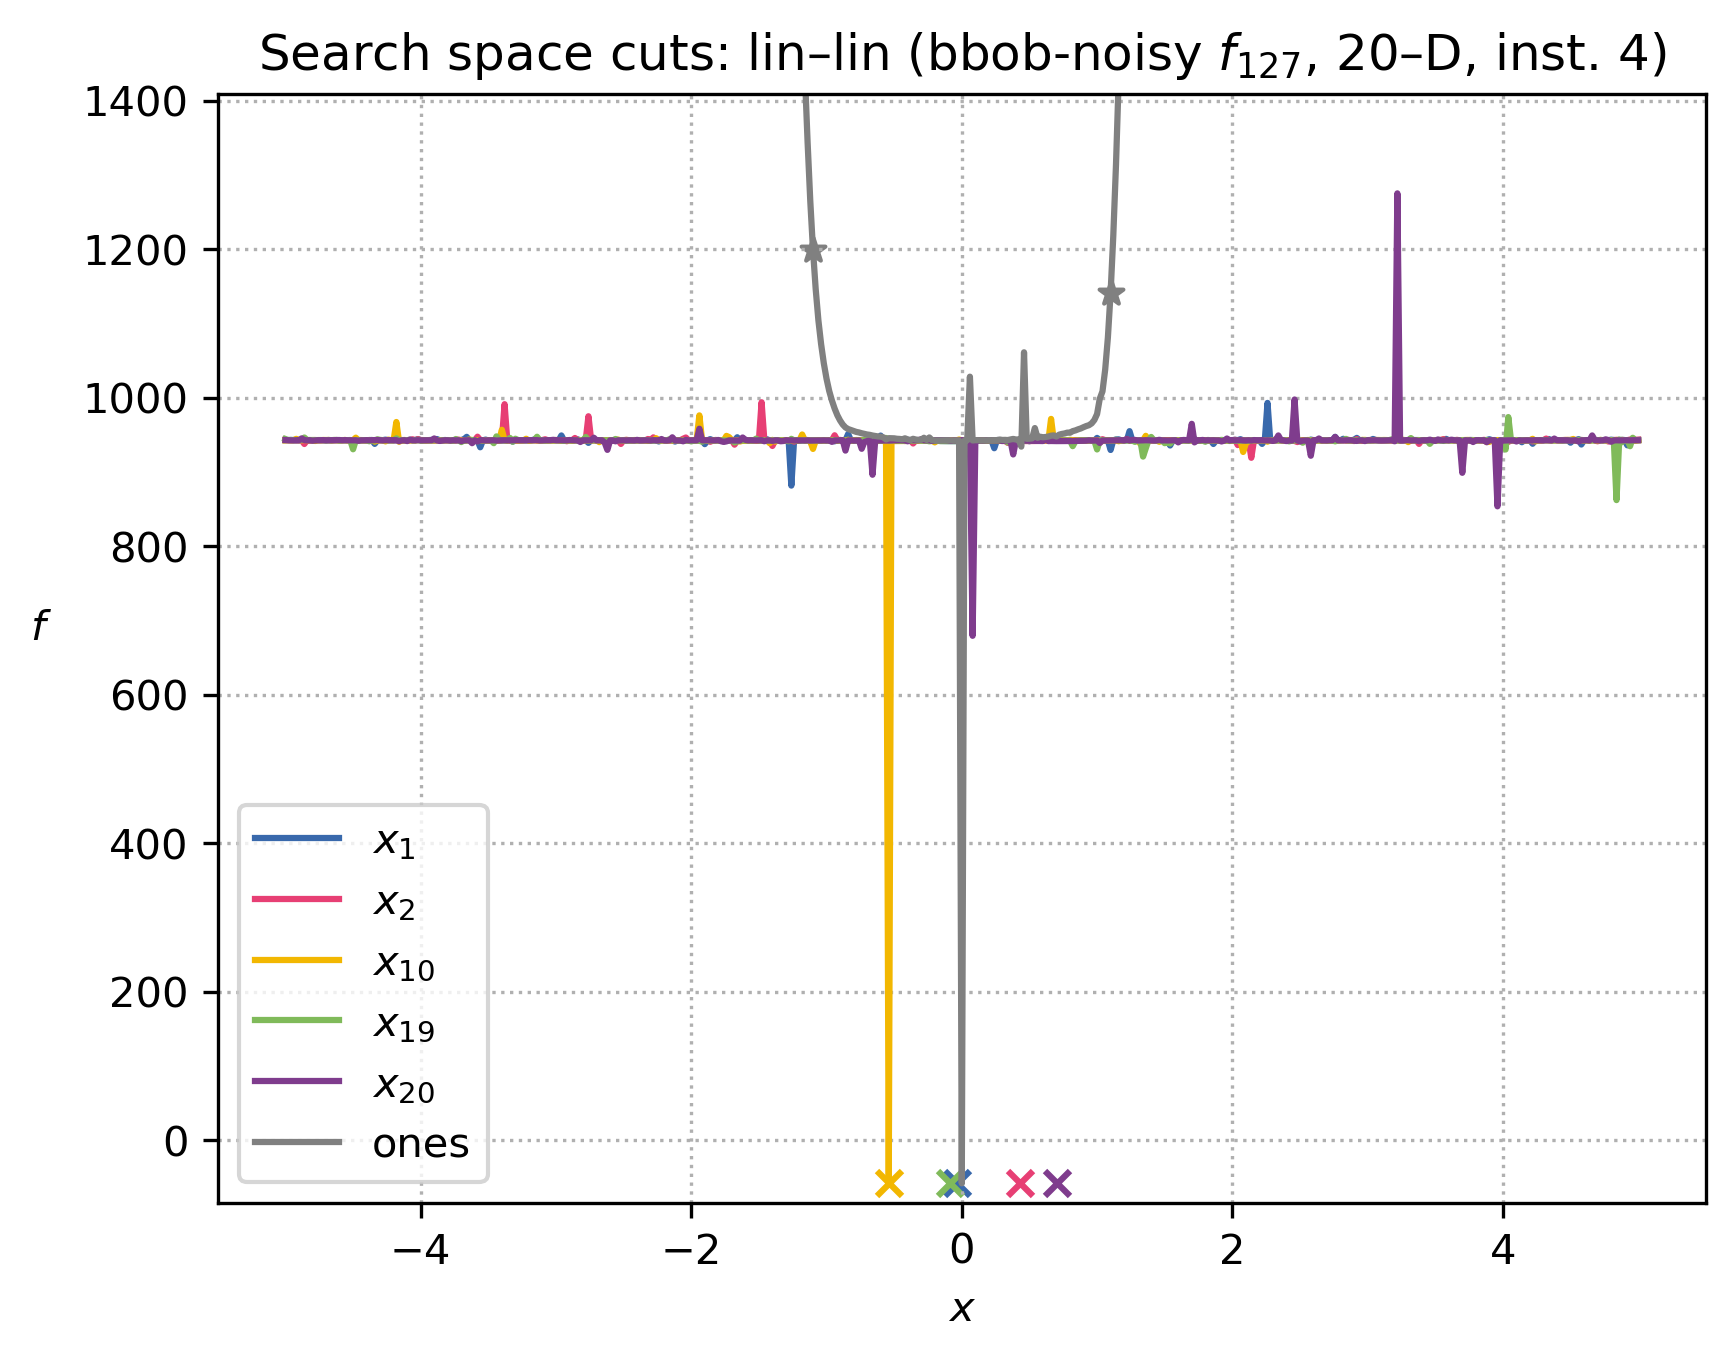 Search space cuts: lin–lin (bbob-noisy f₁₂₇, 20–D, inst. 4)
1400
1200
1000
800
600
400
200
0
f
x₁
x₂
x₁₀
x₁₉
x₂₀
ones
−4 −2 0 2 4
x